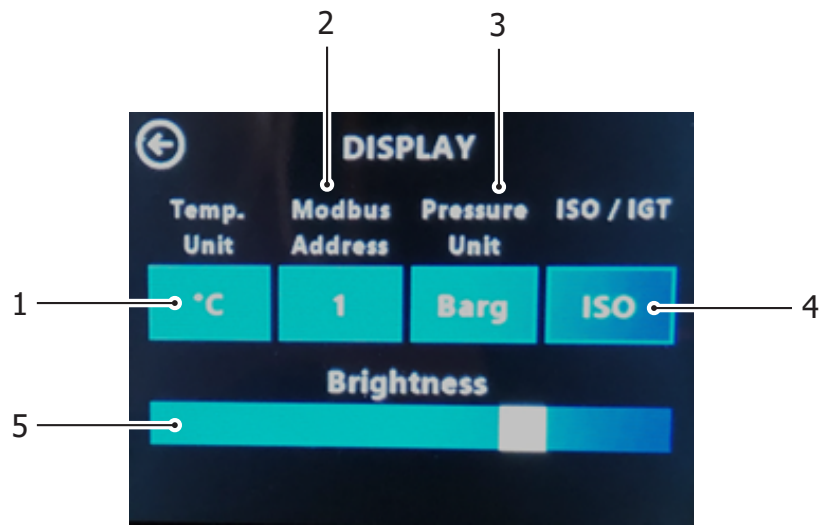 2
3
DISPLAY
Temp. Unit
Modbus Address
Pressure Unit
ISO / IGT
1
°C
1
Barg
ISO
4
Brightness
5